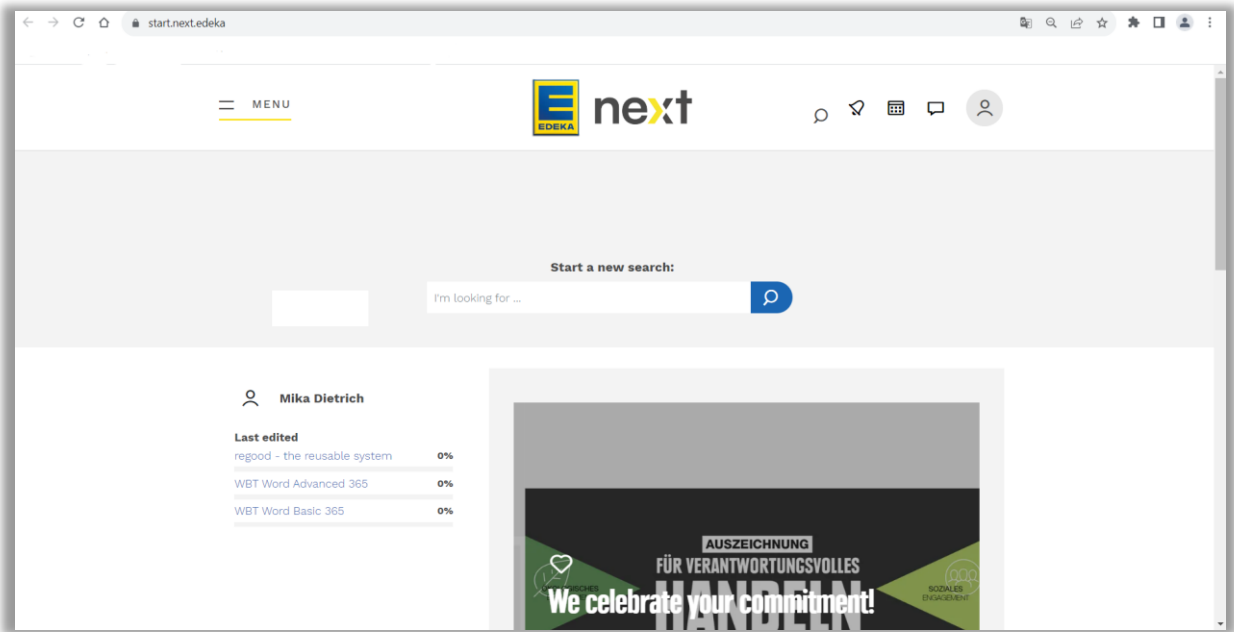 start.next.edeka
MENU
E
EDEKA
next
Start a new search:
I'm looking for ...
Mika Dietrich
Last edited
regood - the reusable system 0%
WBT Word Advanced 365 0%
WBT Word Basic 365 0%
AUSZEICHNUNG
FÜR VERANTWORTUNGSVOLLES
HANDELN
SOZIALES
ENGAGEMENT
We celebrate your commitment!